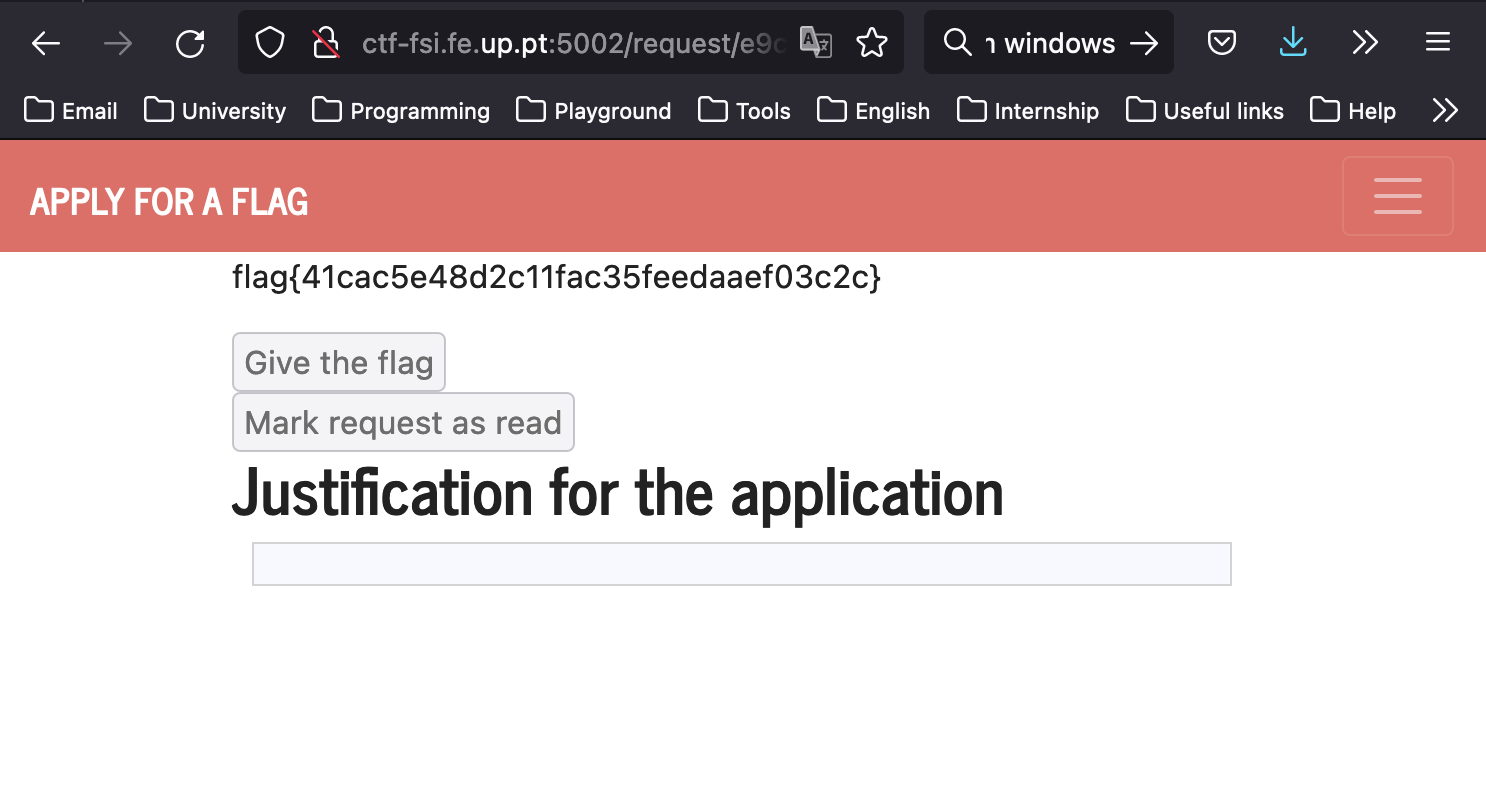 ctf-fsi.fe.up.pt:5002/request/e9
windows
Email University Programming Playground Tools English Internship Useful links Help
APPLY FOR A FLAG
flag{41cac5e48d2c11fac35feedaaef03c2c}
Give the flag
Mark request as read
Justification for the application